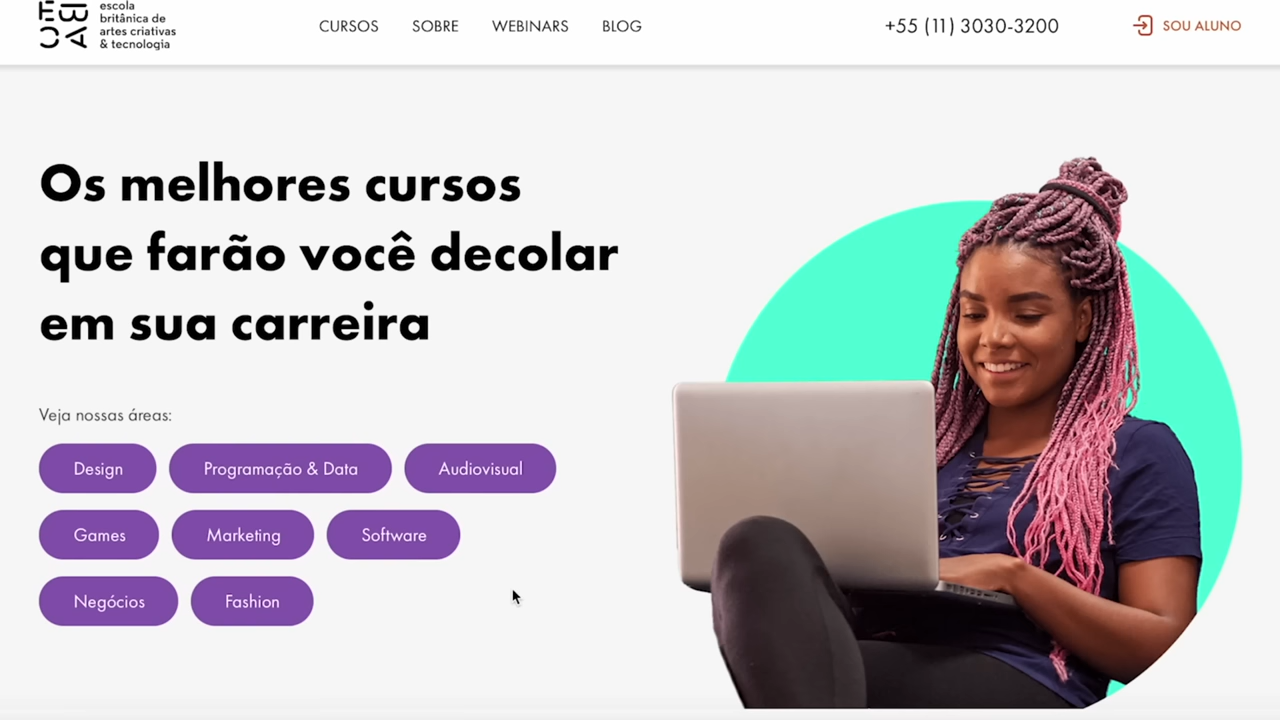 escola
britânica de
artes criativas
& tecnologia
CURSOS SOBRE WEBINARS BLOG
+55 (11) 3030-3200
SOU ALUNO
Os melhores cursos
que farão você decolar
em sua carreira
Veja nossas áreas:
Design Programação & Data Audiovisual
Games Marketing Software
Negócios Fashion